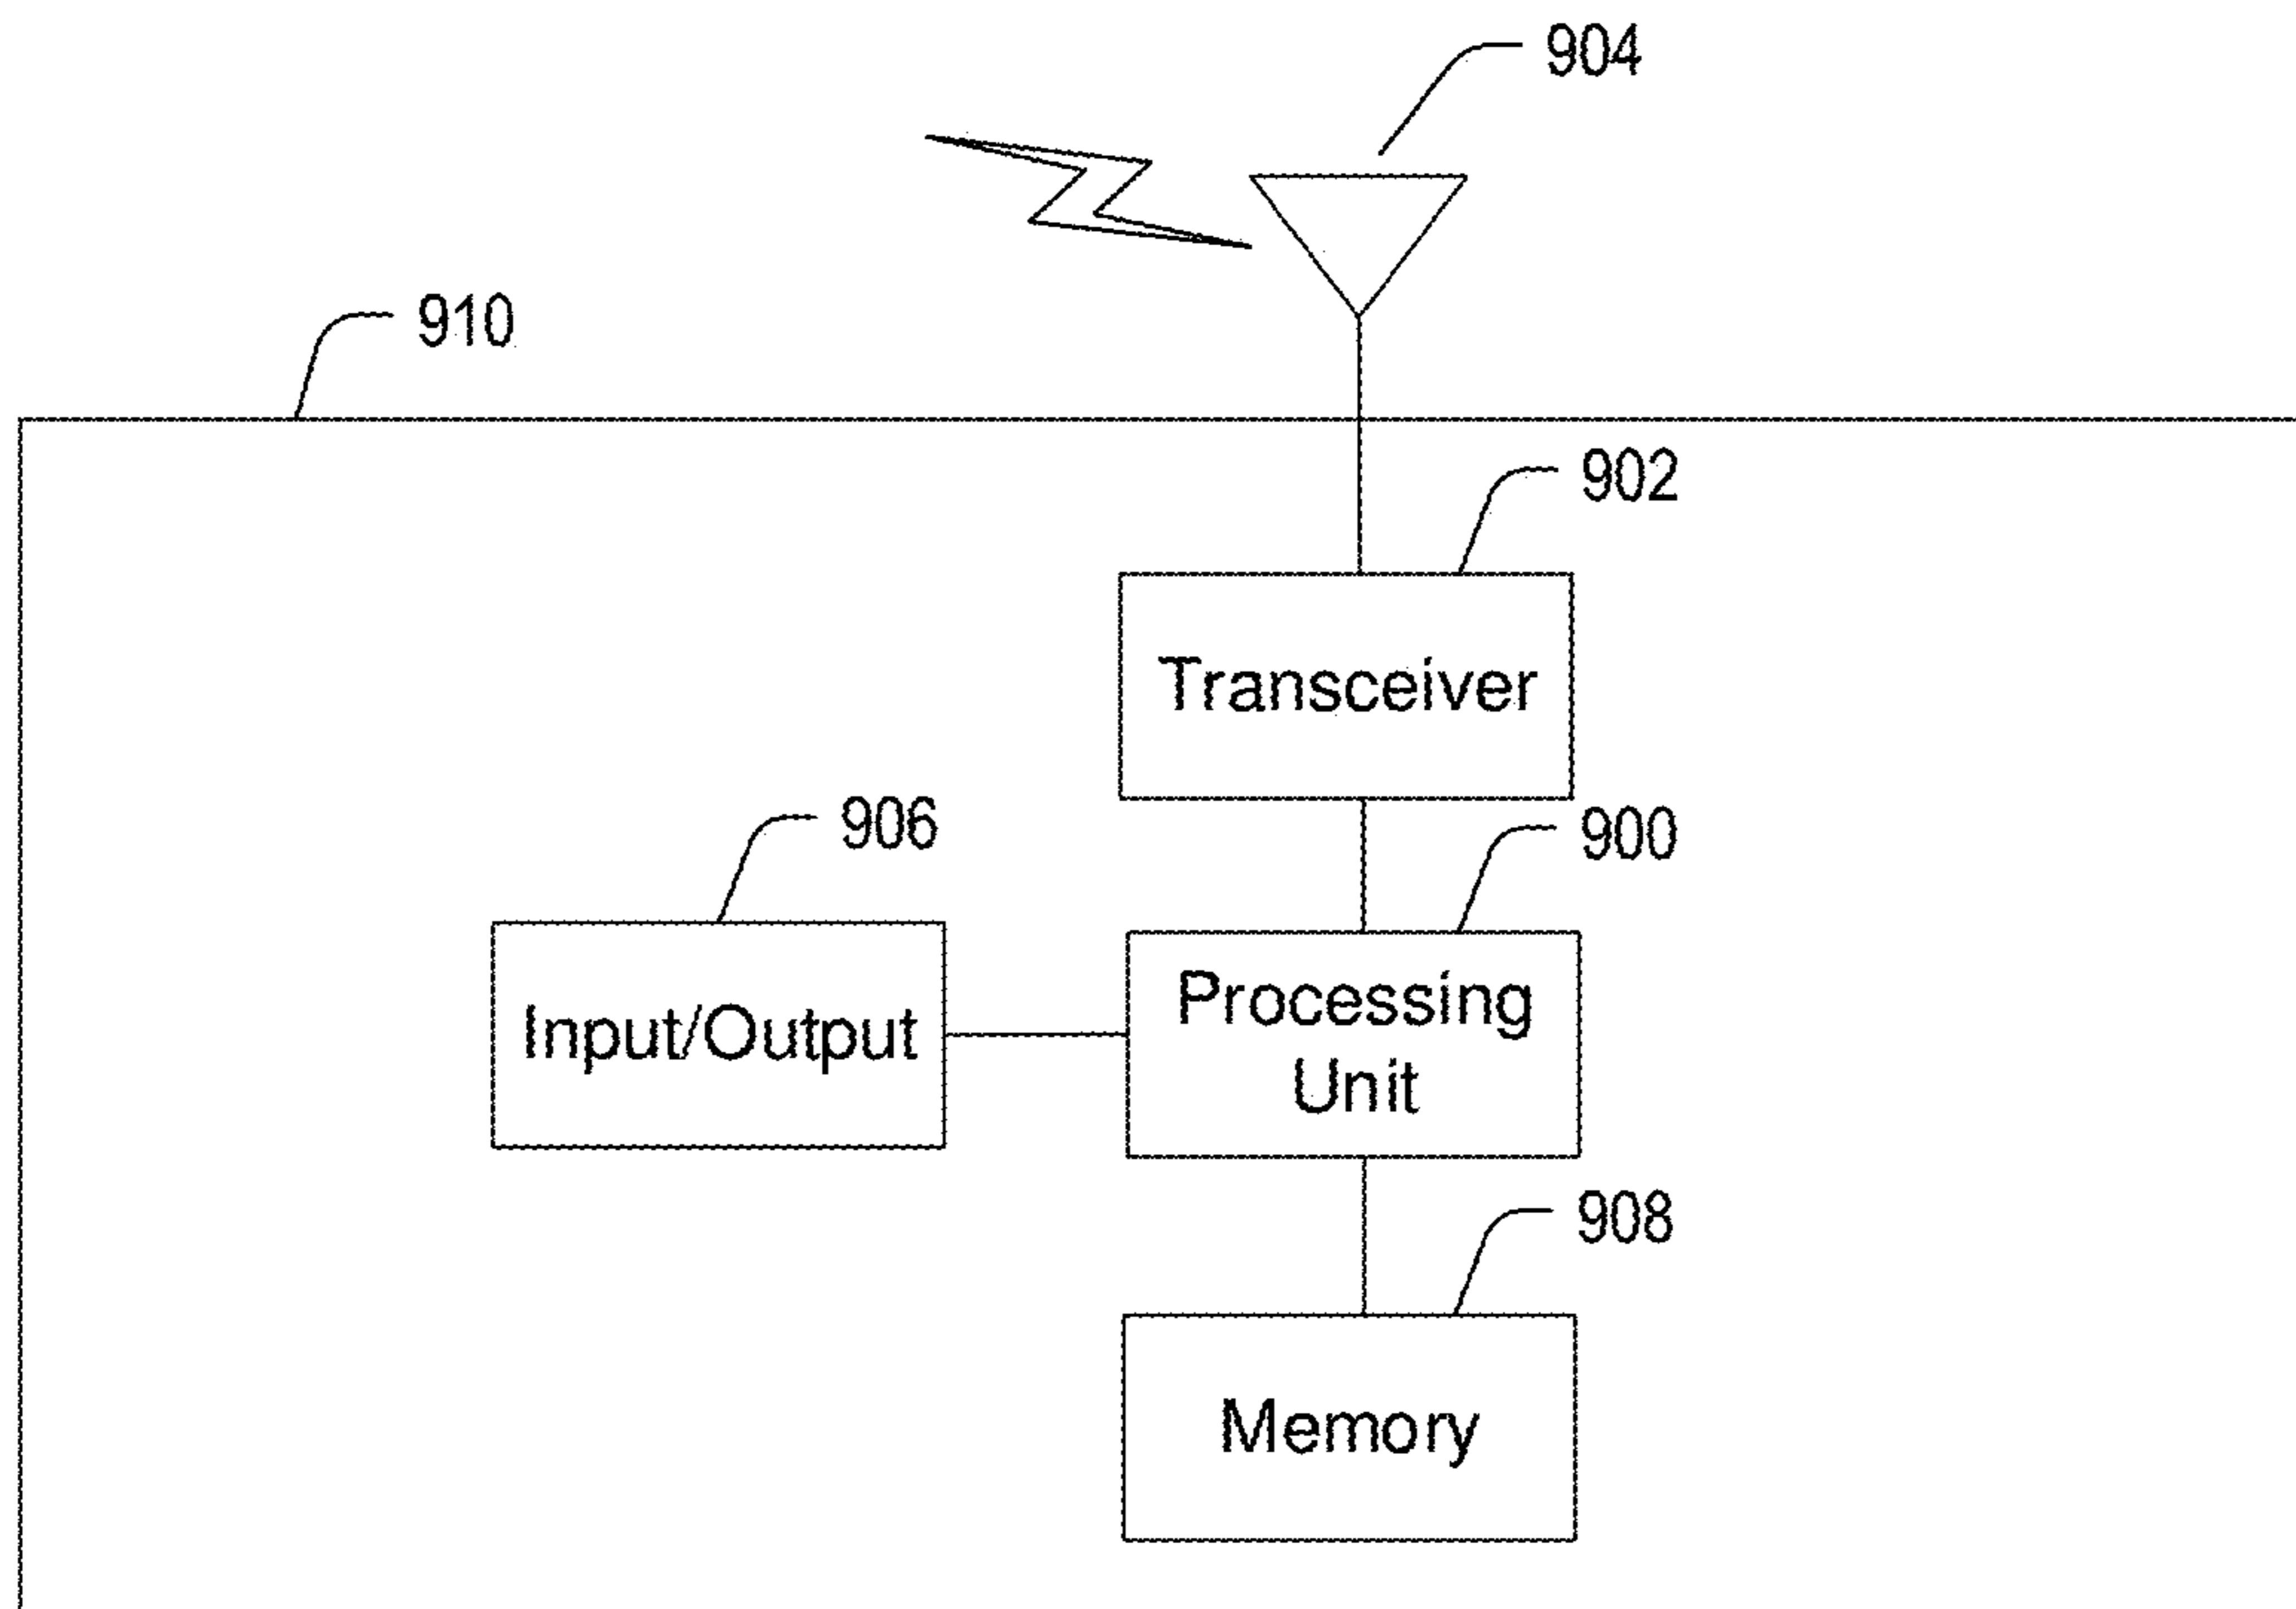 904
910
902
Transceiver
906
900
Input/Output
Processing
Unit
908
Memory